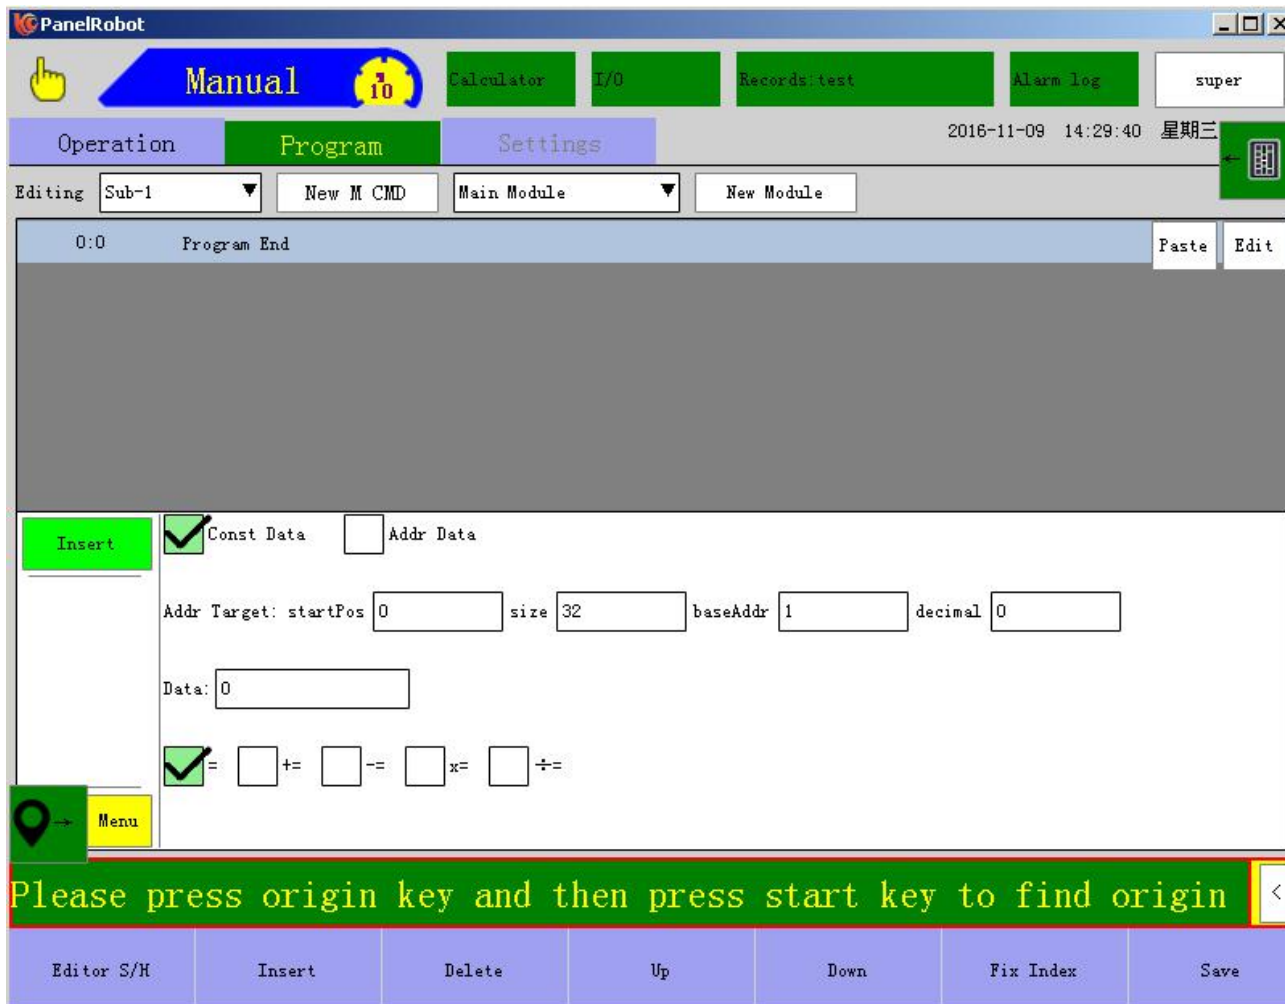 PanelRobot
Manual 1/10 Calculator I/O Records:test Alarm log super
Operation Program Settings 2016-11-09 14:29:40 星期三
Editing Sub-1 New M CMD Main Module New Module
0:0 Program End Paste Edit
Insert Const Data Addr Data
Addr Target: startPos 0 size 32 baseAddr 1 decimal 0
Data: 0
= += -= x= ÷=
Menu
Please press origin key and then press start key to find origin <
Editor S/H Insert Delete Up Down Fix Index Save